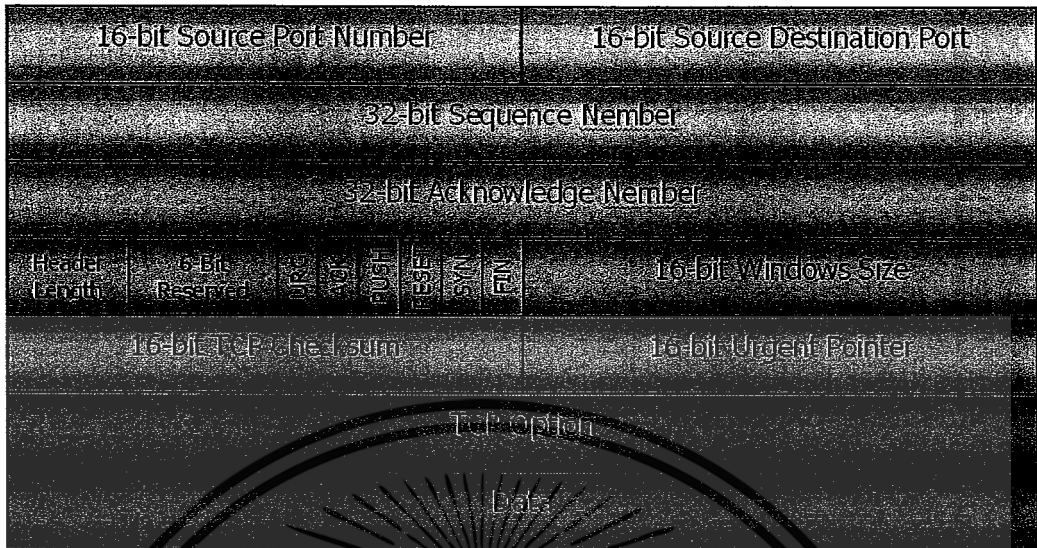 16-bit Source Port Number
16-bit Source Destination Port
32-bit Sequence Nember
32-bit Acknowledge Nember
Header Length
6-Bit Reserved
URG
ACK
PUSH
RESE
SYN
FIN
16-bit Windows Size
16-bit TCP Checksum
16-bit Urgent Pointer
TCP Option
Data